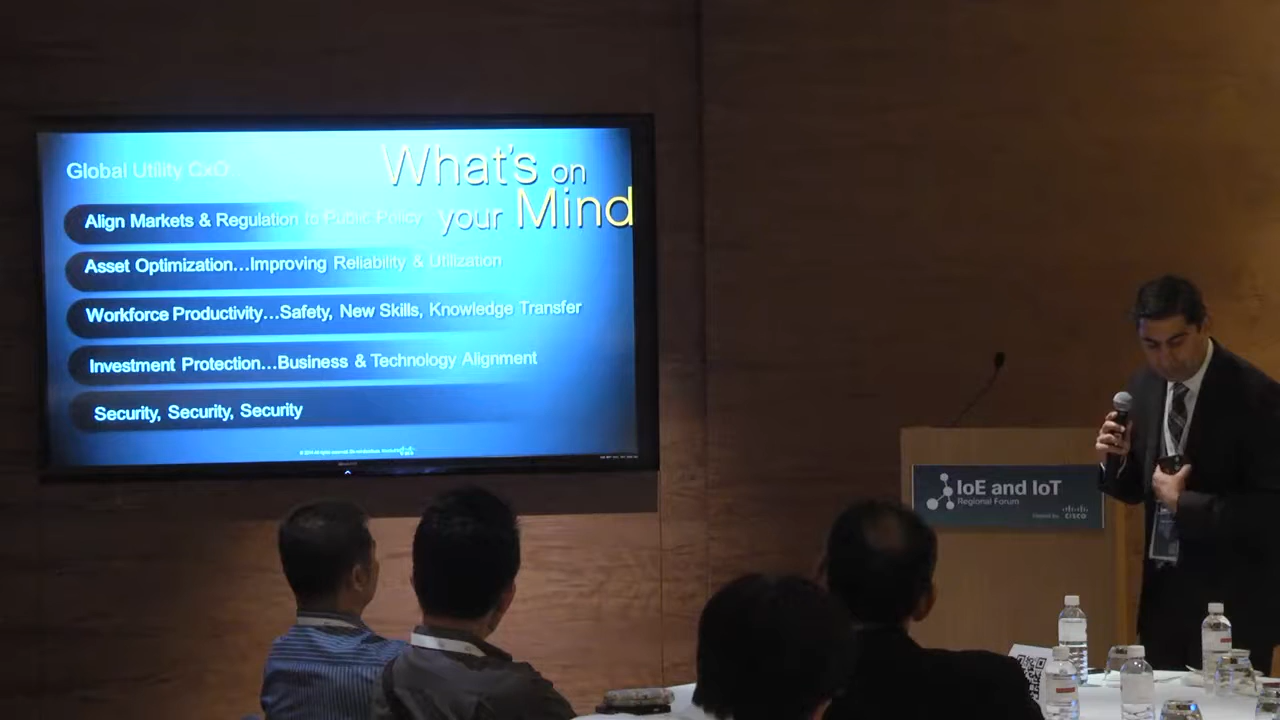 Global Utility CxO
What's on
your Mind
Align Markets & Regulation to Public Policy
Asset Optimization...Improving Reliability & Utilization
Workforce Productivity...Safety, New Skills, Knowledge Transfer
Investment Protection...Business & Technology Alignment
Security, Security, Security
IoE and IoT
Regional Forum
Hosted by
CISCO